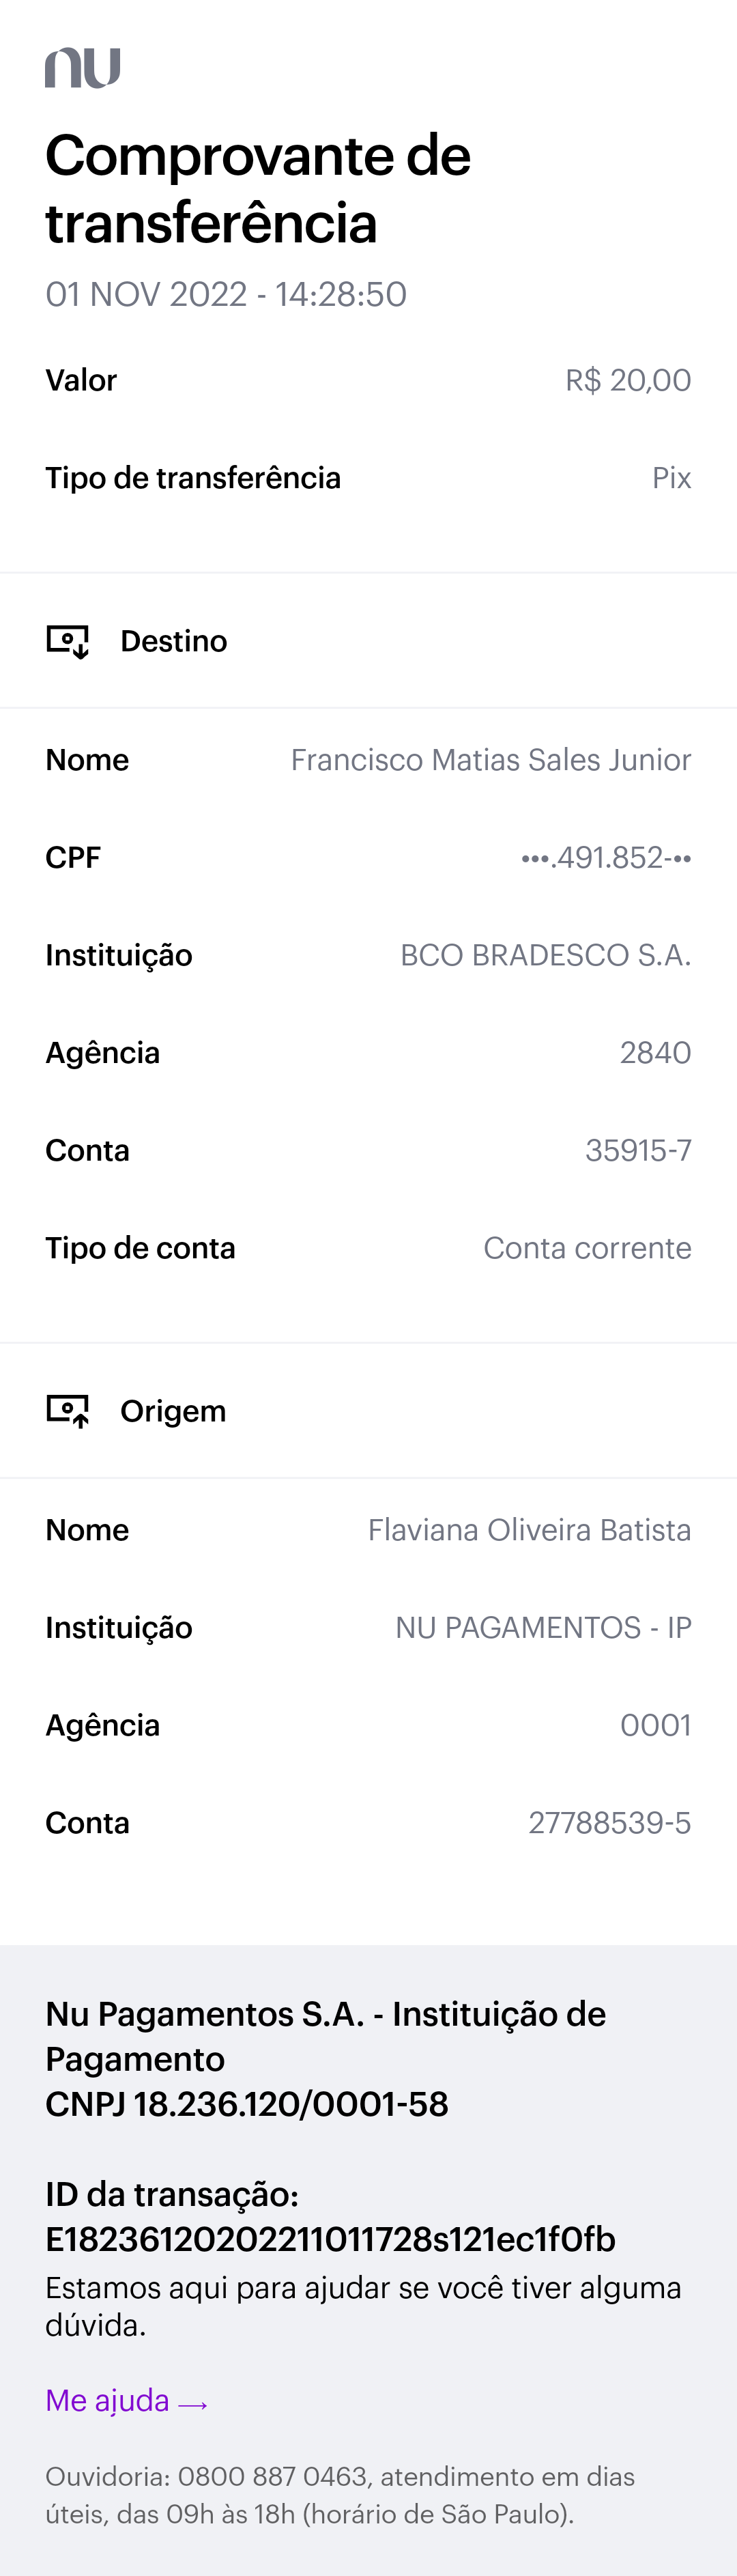 nu
Comprovante de
transferência
01 NOV 2022 - 14:28:50
Valor R$ 20,00
Tipo de transferência Pix
Destino
Nome Francisco Matias Sales Junior
CPF •••.491.852-••
Instituição BCO BRADESCO S.A.
Agência 2840
Conta 35915-7
Tipo de conta Conta corrente
Origem
Nome Flaviana Oliveira Batista
Instituição NU PAGAMENTOS - IP
Agência 0001
Conta 27788539-5
Nu Pagamentos S.A. - Instituição de
Pagamento
CNPJ 18.236.120/0001-58
ID da transação:
E18236120202211011728s121ec1f0fb
Estamos aqui para ajudar se você tiver alguma
dúvida.
Me ajuda →
Ouvidoria: 0800 887 0463, atendimento em dias
úteis, das 09h às 18h (horário de São Paulo).